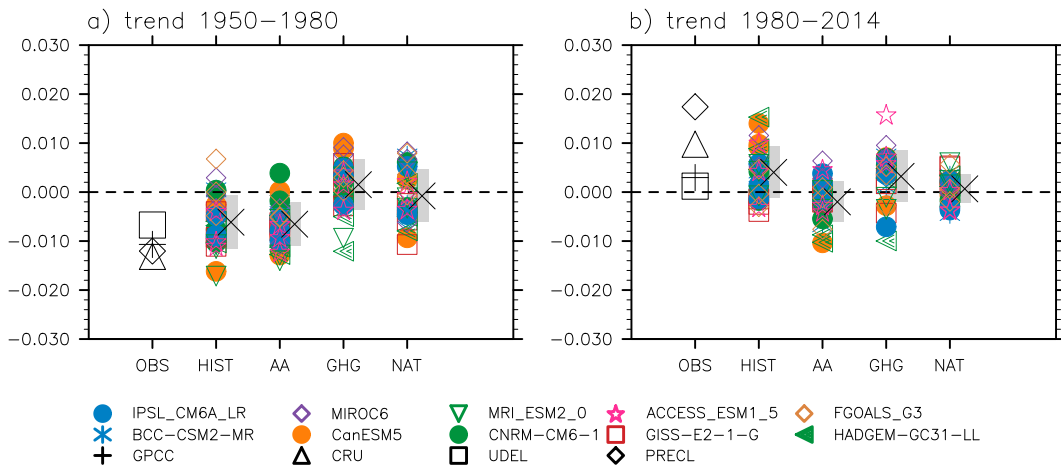 a) trend 1950-1980
b) trend 1980-2014
0.030
0.020
0.010
0.000
-0.010
-0.020
-0.030
OBS HIST AA GHG NAT
0.030
0.020
0.010
0.000
-0.010
-0.020
-0.030
OBS HIST AA GHG NAT
IPSL_CM6A_LR MIROC6 MRI_ESM2_0 ACCESS_ESM1_5 FGOALS_G3
BCC-CSM2-MR CanESM5 CNRM-CM6-1 GISS-E2-1-G HADGEM-GC31-LL
GPCC CRU UDEL PRECL